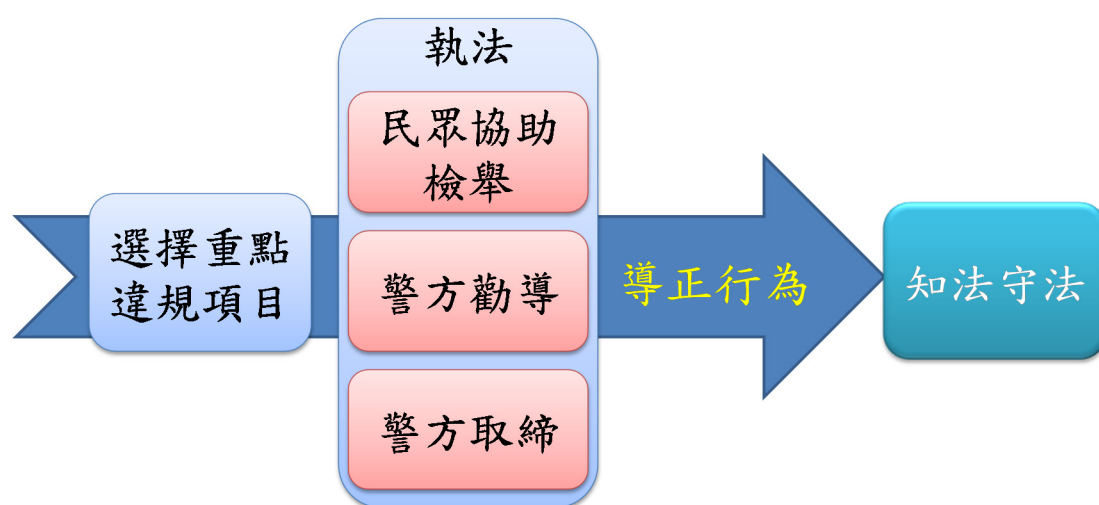 選擇重點
違規項目
執法
民眾協助
檢舉
警方勸導
警方取締
導正行為
知法守法